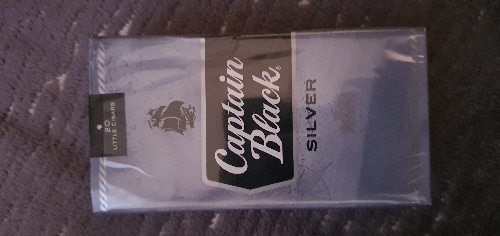 20
LITTLE CIGARS
Captain
Black®
SILVER